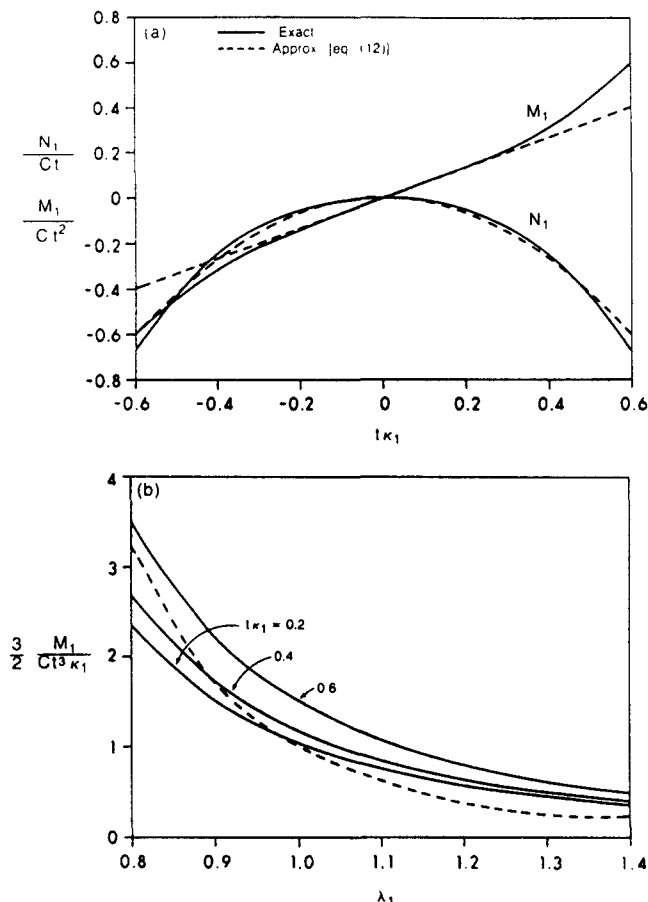 (a)
Exact
Approx [eq (12)]
N₁
Ct
M₁
Ct²
0.8
0.6
0.4
0.2
0
-0.2
-0.4
-0.6
-0.8
M₁
N₁
-0.6 -0.4 -0.2 0 0.2 0.4 0.6
tκ₁
(b)
3 M₁
2 Ct³κ₁
4
3
2
1
0
tκ₁ = 0.2
0.4
0.6
0.8 0.9 1.0 1.1 1.2 1.3 1.4
λ₁